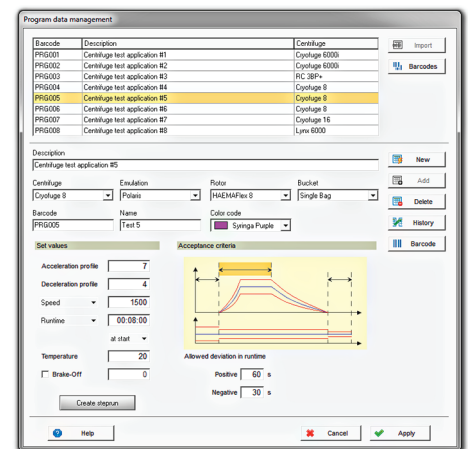 Program data management
Barcode Description Centrifuge
PRG001 Centrifuge test application #1 Cryofuge 6000i
PRG002 Centrifuge test application #2 Cryofuge 6000i
PRG003 Centrifuge test application #3 RC 3BP+
PRG004 Centrifuge test application #4 Cryofuge 8
PRG005 Centrifuge test application #5 Cryofuge 8
PRG006 Centrifuge test application #6 Cryofuge 8
PRG007 Centrifuge test application #7 Cryofuge 16
PRG008 Centrifuge test application #8 Lynx 6000
Import
Barcodes
Description
Centrifuge test application #5
Centrifuge Emulation Rotor Bucket
Cryofuge 8 Polaris HAEMAFlex 8 Single Bag
Barcode Name Color code
PRG005 Test 5 Syringa Purple
New
Add
Delete
History
Barcode
Set values
Acceleration profile 7
Deceleration profile 4
Speed 1500
Runtime 00:08:00
at start
Temperature 20
Brake-Off 0
Create steprun
Acceptance criteria
Allowed deviation in runtime
Positive 60 s
Negative 30 s
Help Cancel Apply